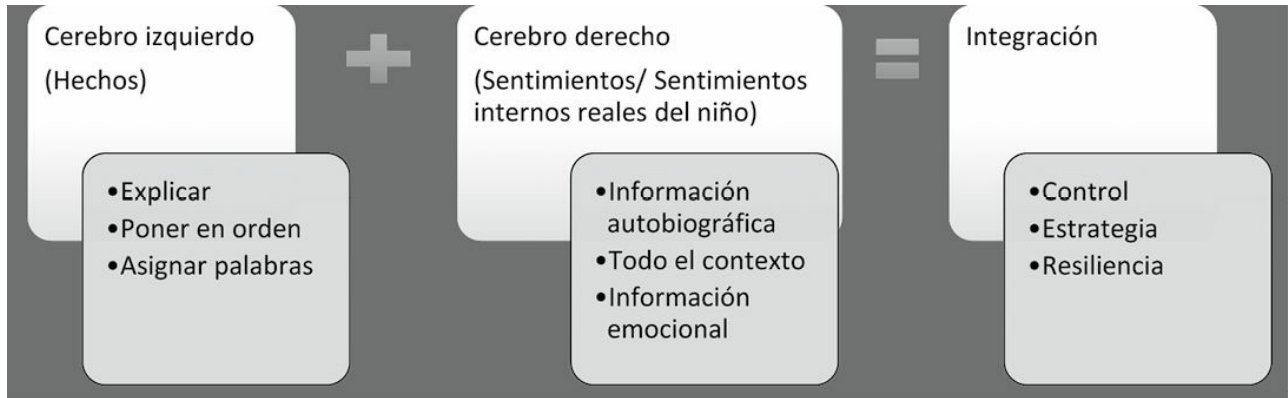 Cerebro izquierdo
(Hechos)
•Explicar
•Poner en orden
•Asignar palabras
Cerebro derecho
(Sentimientos/ Sentimientos
internos reales del niño)
•Información
autobiográfica
•Todo el contexto
•Información
emocional
Integración
•Control
•Estrategia
•Resiliencia